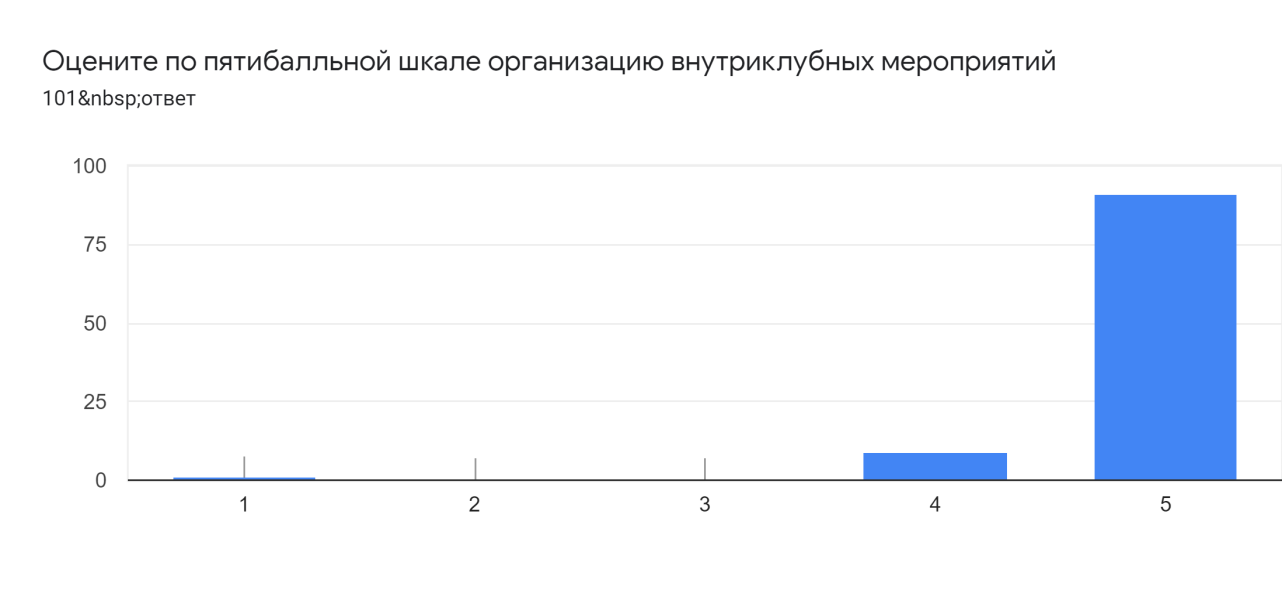 Оцените по пятибалльной шкале организацию внутриклубных мероприятий
101&nbsp;ответ
100
75
50
25
0
1 2 3 4 5